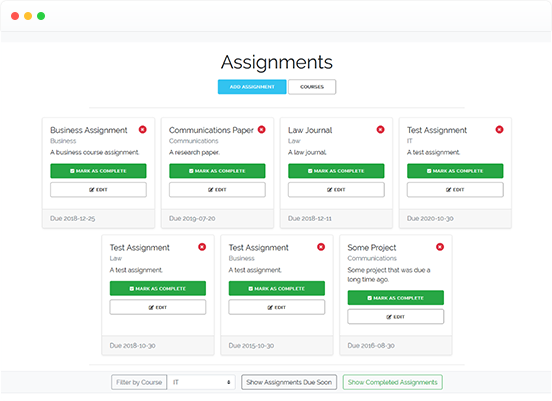 Assignments
ADD ASSIGNMENT
COURSES
Business Assignment
Business
A business course assignment.
MARK AS COMPLETE
EDIT
Due 2018-12-25
Communications Paper
Communications
A research paper.
MARK AS COMPLETE
EDIT
Due 2019-07-20
Law Journal
Law
A law journal.
MARK AS COMPLETE
EDIT
Due 2018-12-11
Test Assignment
IT
A test assignment.
MARK AS COMPLETE
EDIT
Due 2020-10-30
Test Assignment
Law
A test assignment.
MARK AS COMPLETE
EDIT
Due 2018-10-30
Test Assignment
Business
A test assignment.
MARK AS COMPLETE
EDIT
Due 2015-10-30
Some Project
Communications
Some project that was due a
long time ago.
MARK AS COMPLETE
EDIT
Due 2016-08-30
Filter by Course
IT
Show Assignments Due Soon
Show Completed Assignments